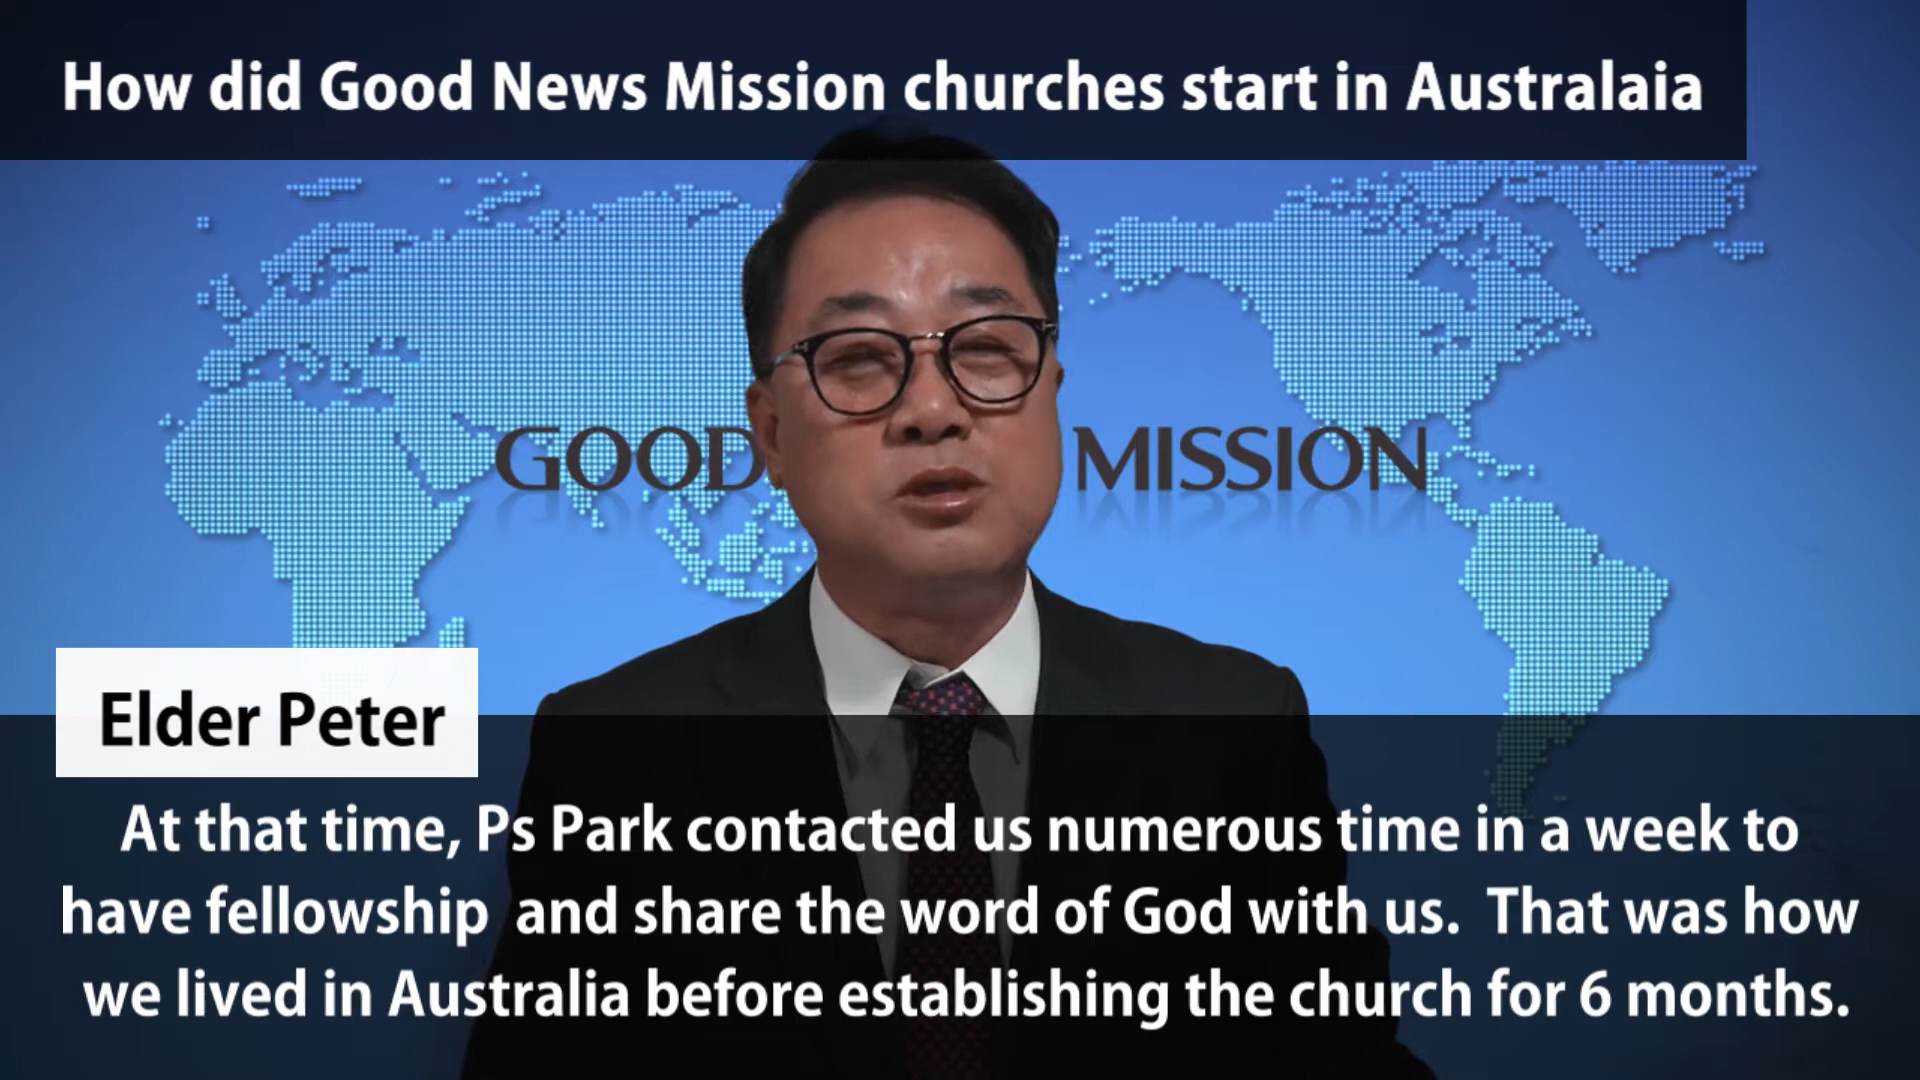 How did Good News Mission churches start in Australaia
GOOD MISSION
Elder Peter
At that time, Ps Park contacted us numerous time in a week to
have fellowship  and share the word of God with us.  That was how
we lived in Australia before establishing the church for 6 months.